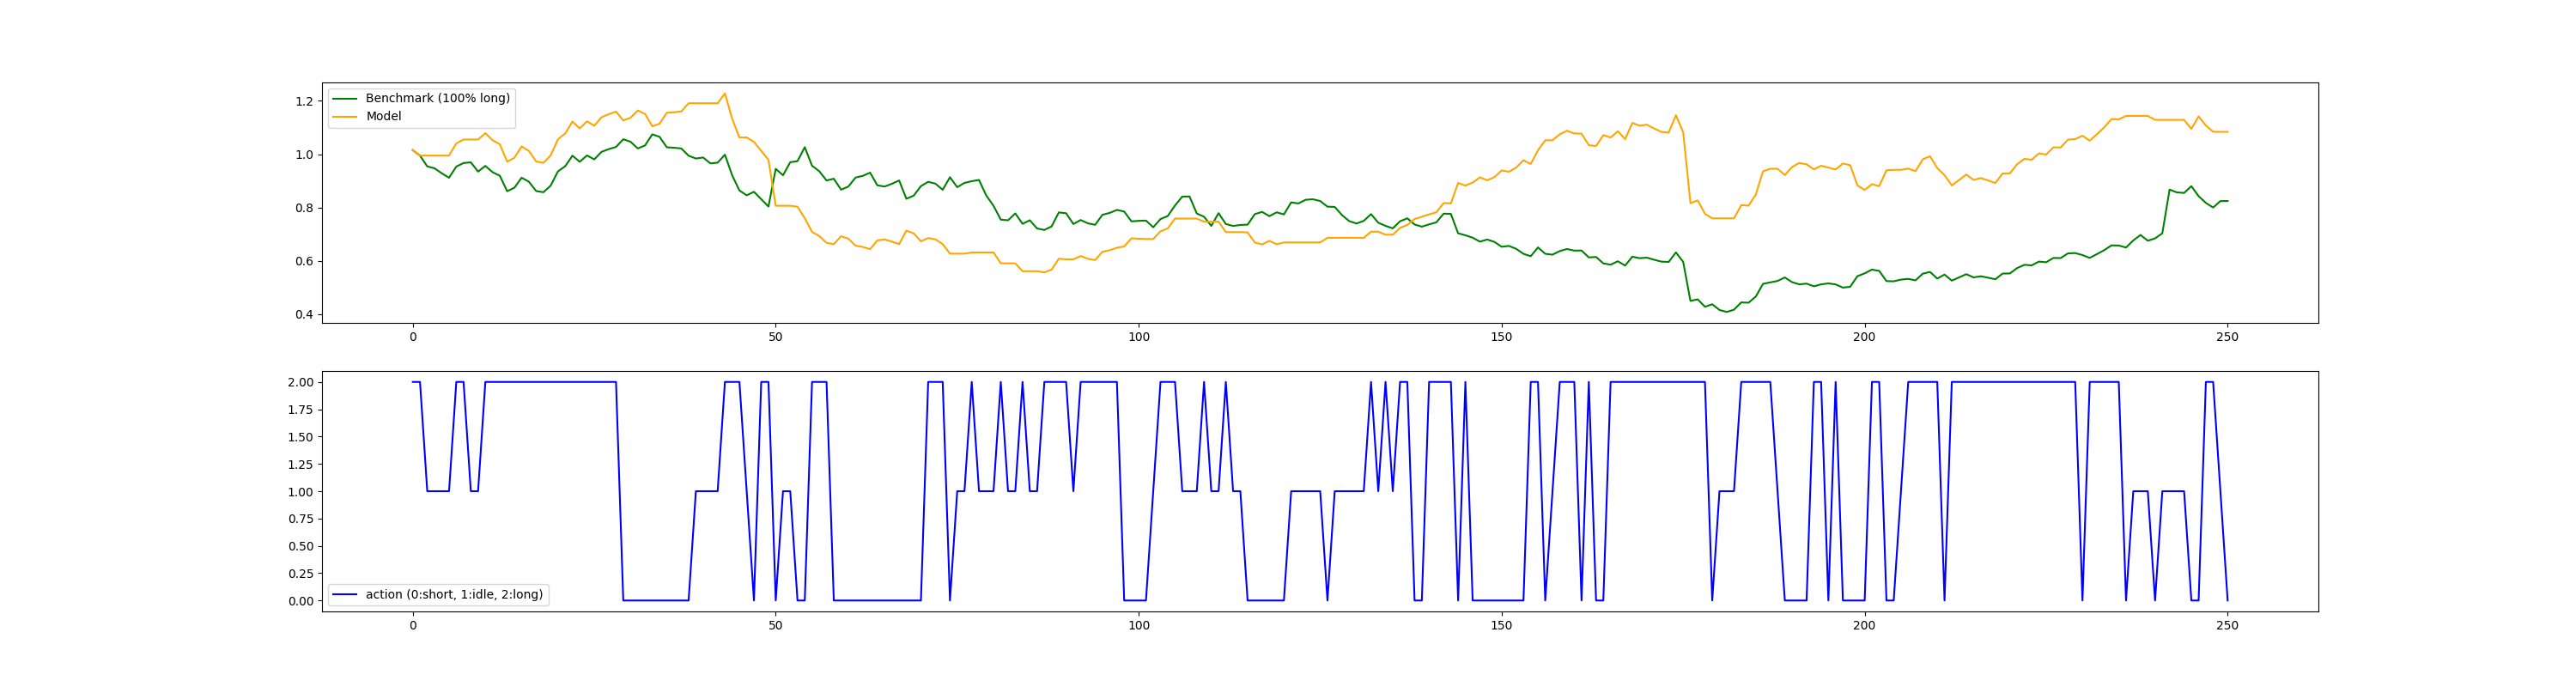 1.2
1.0
0.8
0.6
0.4
Benchmark (100% long)
Model
0 50 100 150 200 250
2.00
1.75
1.50
1.25
1.00
0.75
0.50
0.25
0.00
action (0:short, 1:idle, 2:long)
0 50 100 150 200 250